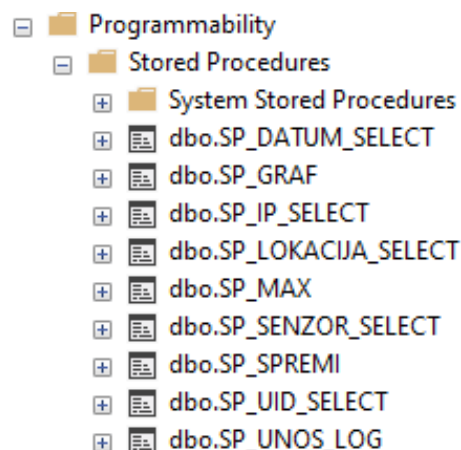 Programmability
Stored Procedures
System Stored Procedures
dbo.SP_DATUM_SELECT
dbo.SP_GRAF
dbo.SP_IP_SELECT
dbo.SP_LOKACIJA_SELECT
dbo.SP_MAX
dbo.SP_SENZOR_SELECT
dbo.SP_SPREMI
dbo.SP_UID_SELECT
dbo.SP_UNOS_LOG